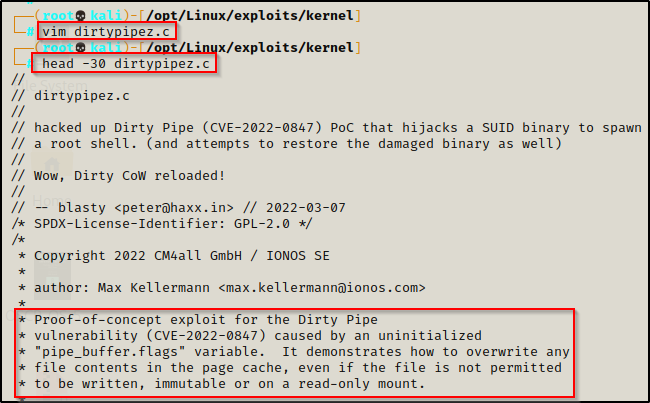 (root💀kali)-[/opt/Linux/exploits/kernel]
# vim dirtypipez.c
(root💀kali)-[/opt/Linux/exploits/kernel]
# head -30 dirtypipez.c
//
// dirtypipez.c
//
// hacked up Dirty Pipe (CVE-2022-0847) PoC that hijacks a SUID binary to spawn
// a root shell. (and attempts to restore the damaged binary as well)
//
// Wow, Dirty CoW reloaded!
//
// -- blasty <peter@haxx.in> // 2022-03-07
/* SPDX-License-Identifier: GPL-2.0 */
/*
* Copyright 2022 CM4all GmbH / IONOS SE
*
* author: Max Kellermann <max.kellermann@ionos.com>
*
* Proof-of-concept exploit for the Dirty Pipe
* vulnerability (CVE-2022-0847) caused by an uninitialized
* "pipe_buffer.flags" variable.  It demonstrates how to overwrite any
* file contents in the page cache, even if the file is not permitted
* to be written, immutable or on a read-only mount.
*